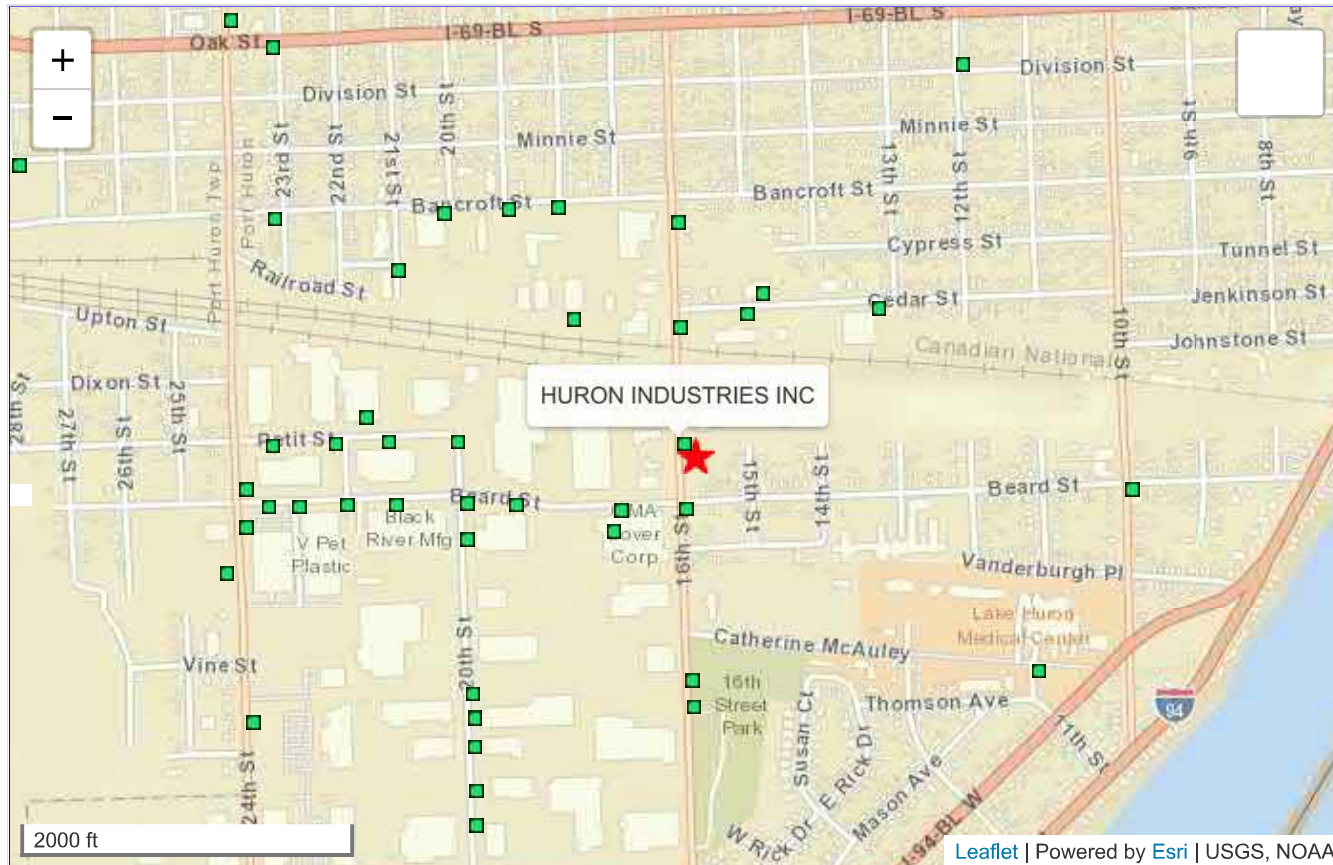 I-69-BL S
Oak St
I-69-BL S
+
−
Division St
Division St
20th St
Minnie St
Minnie St
9th St
8th St
23rd St
22nd St
21st St
13th St
12th St
Port Huron Twp
Port Huron
Bancroft St
Bancroft St
Cypress St
Tunnel St
Railroad St
Cedar St
Jenkinson St
Upton St
10th St
Johnstone St
Canadian National
28th St
Dixon St
25th St
27th St
26th St
HURON INDUSTRIES INC
Petit St
15th St
14th St
Beard St
Beard St
Black
River Mfg
V Pet
Plastic
Corp
16th St
Vanderburgh Pl
Lake Huron
Medical Center
Catherine McAuley
Vine St
20th St
16th
Street
Park
Thomson Ave
94
11th St
Susan Ct
E Rick Dr
Mason Ave
W Rick Dr
24th St
I-94-BL W
2000 ft
Leaflet | Powered by Esri | USGS, NOAA